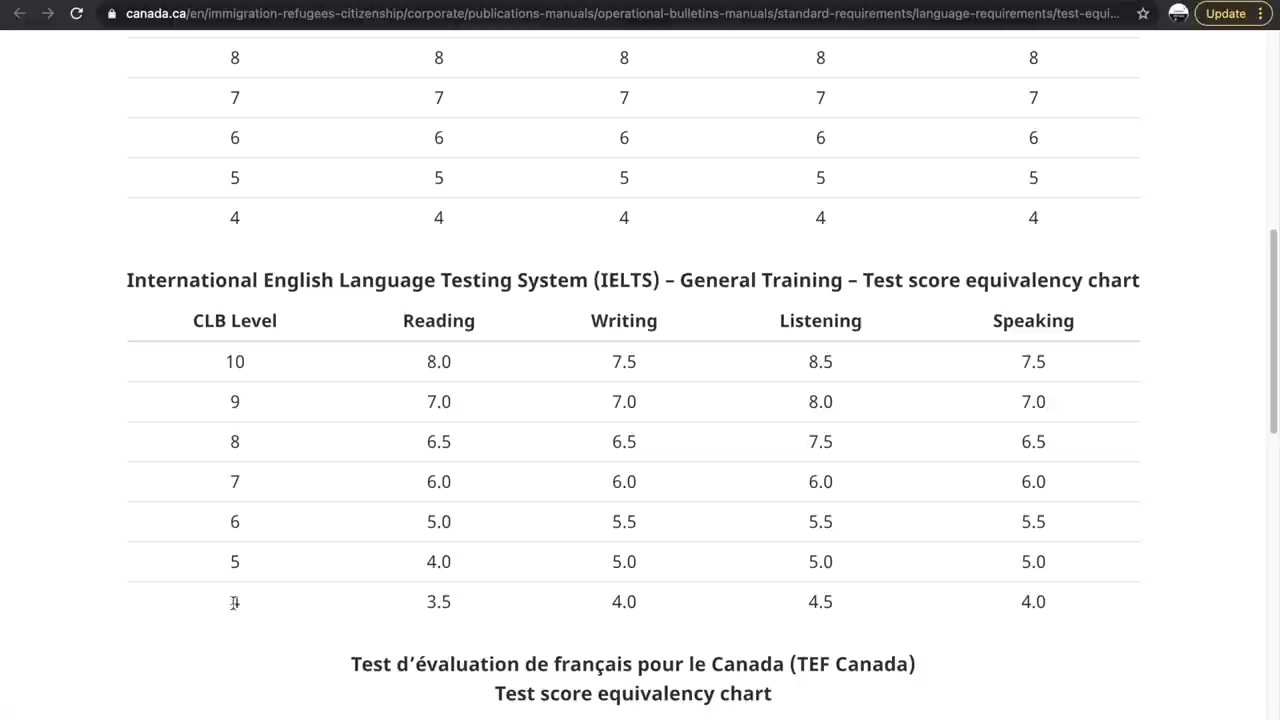 canada.ca/en/immigration-refugees-citizenship/corporate/publications-manuals/operational-bulletins-manuals/standard-requirements/language-requirements/test-equi...
Update
8 8 8 8 8
7 7 7 7 7
6 6 6 6 6
5 5 5 5 5
4 4 4 4 4
International English Language Testing System (IELTS) – General Training – Test score equivalency chart
CLB Level Reading Writing Listening Speaking
10 8.0 7.5 8.5 7.5
9 7.0 7.0 8.0 7.0
8 6.5 6.5 7.5 6.5
7 6.0 6.0 6.0 6.0
6 5.0 5.5 5.5 5.5
5 4.0 5.0 5.0 5.0
4 3.5 4.0 4.5 4.0
Test d’évaluation de français pour le Canada (TEF Canada)
Test score equivalency chart